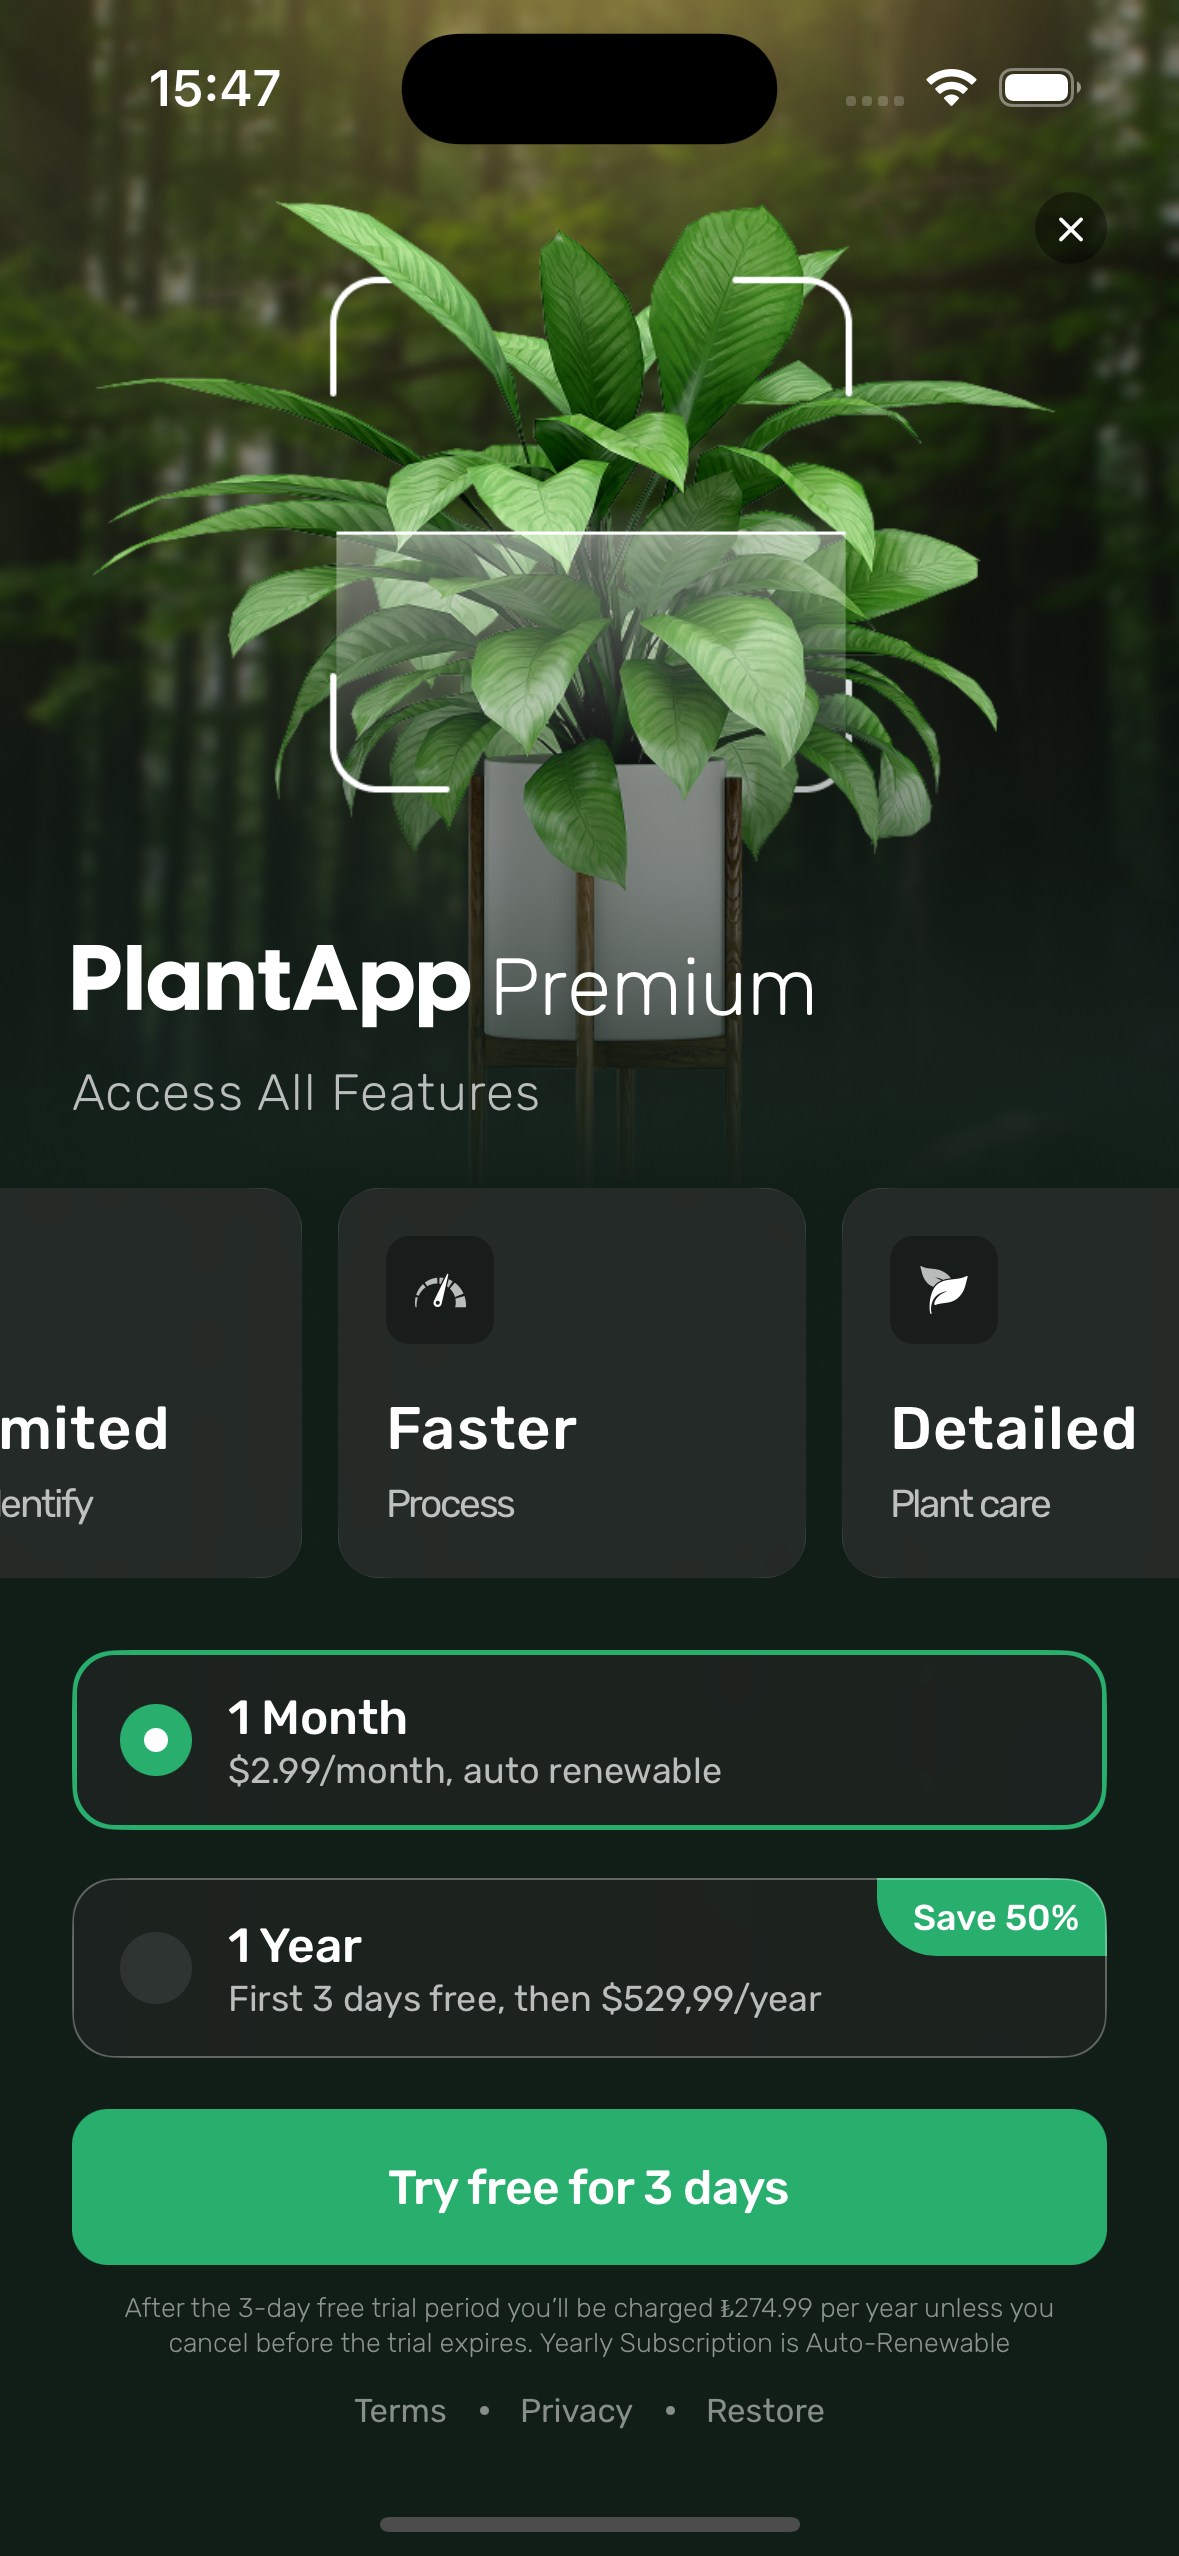 15:47
PlantApp Premium
Access All Features
mited
Faster
Detailed
entify
Process
Plant care
1 Month
$2.99/month, auto renewable
Save 50%
1 Year
First 3 days free, then $529,99/year
Try free for 3 days
After the 3-day free trial period you’ll be charged ₺274.99 per year unless you
cancel before the trial expires. Yearly Subscription is Auto-Renewable
Terms • Privacy • Restore